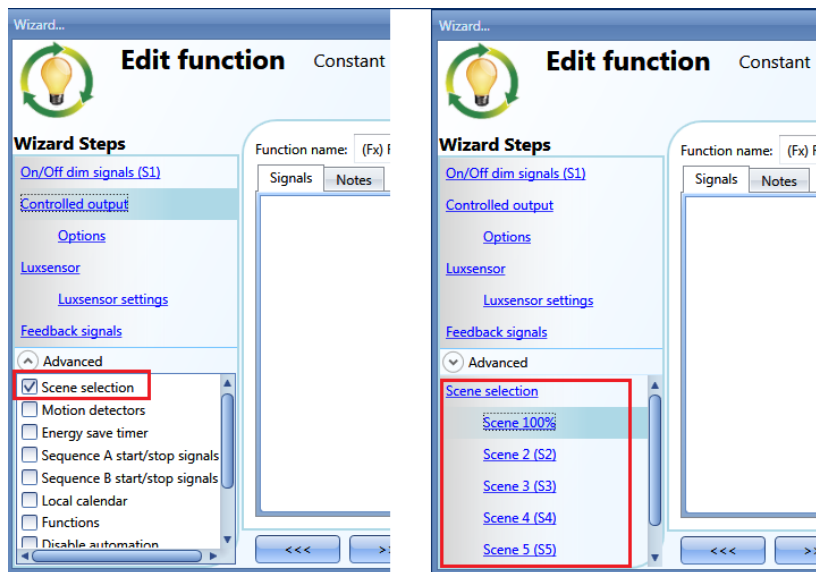 Wizard...
Edit function Constant
Wizard Steps
On/Off dim signals (S1)
Controlled output
Options
Luxsensor
Luxsensor settings
Feedback signals
Advanced
Scene selection
Motion detectors
Energy save timer
Sequence A start/stop signals
Sequence B start/stop signals
Local calendar
Functions
Disable automation
Function name: (Fx) F
Signals Notes
<<<
Wizard...
Edit function Constant
Wizard Steps
On/Off dim signals (S1)
Controlled output
Options
Luxsensor
Luxsensor settings
Feedback signals
Advanced
Scene selection
Scene 100%
Scene 2 (S2)
Scene 3 (S3)
Scene 4 (S4)
Scene 5 (S5)
Function name: (Fx) F
Signals Notes
<<<